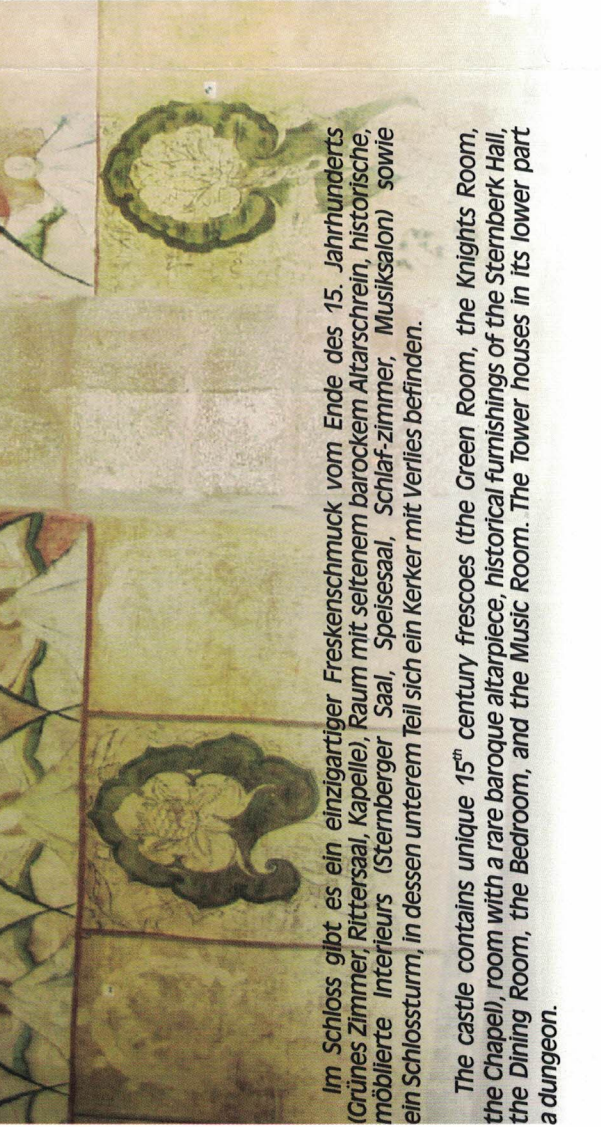 Im Schloss gibt es ein einzigartiger Freskenschmuck vom Ende des 15. Jahrhunderts
(Grünes Zimmer, Rittersaal, Kapelle), Raum mit seltenem barockem Altarschrein, historische,
möblierte Interieurs (Sternberger Saal, Speisesaal, Schlaf-zimmer, Musiksalon) sowie
ein Schlossturm, in dessen unterem Teil sich ein Kerker mit Verlies befinden.
The castle contains unique 15th century frescoes (the Green Room, the Knights Room,
the Chapel), room with a rare baroque altarpiece, historical furnishings of the Sternberk Hall,
the Dining Room, the Bedroom, and the Music Room. The Tower houses in its lower part
a dungeon.